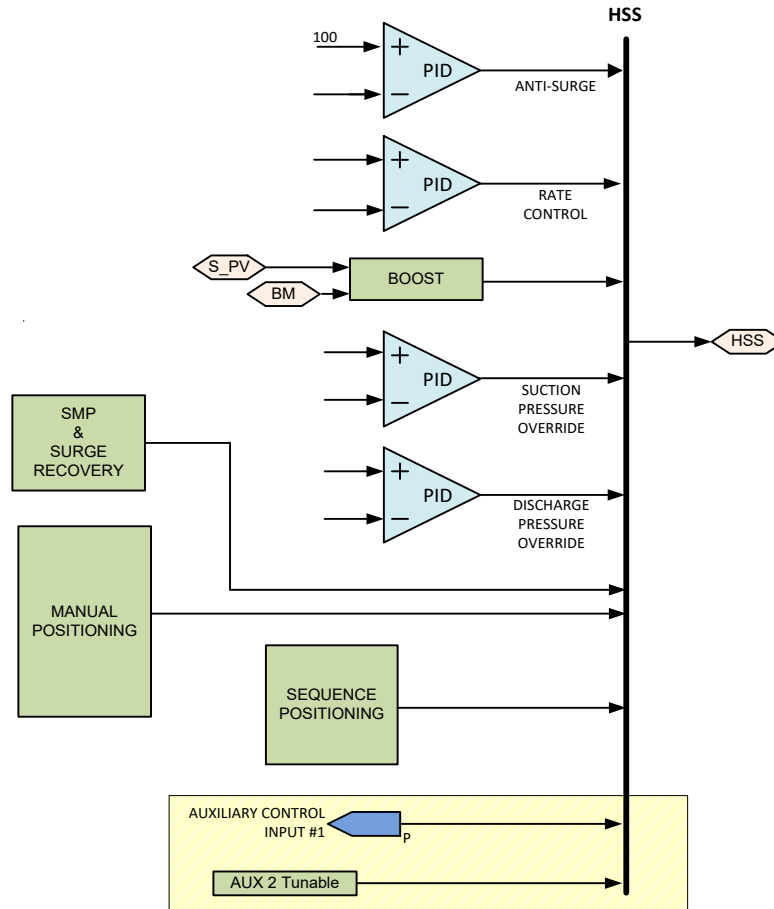 HSS
100
+
PID
−
ANTI-SURGE
+
PID
−
RATE
CONTROL
S_PV
BOOST
BM
HSS
+
PID
−
SUCTION
PRESSURE
OVERRIDE
SMP
&
SURGE
RECOVERY
+
PID
−
DISCHARGE
PRESSURE
OVERRIDE
MANUAL
POSITIONING
SEQUENCE
POSITIONING
AUXILIARY CONTROL
INPUT #1
P
AUX 2 Tunable